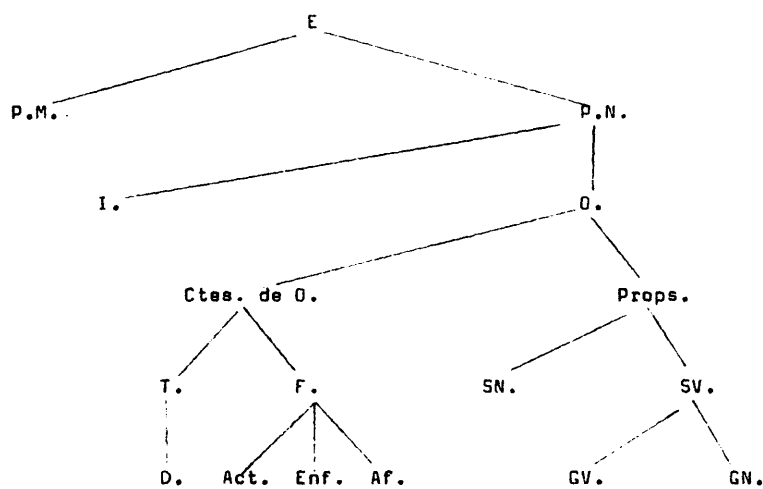 E
P.M. P.N.
I. O.
Ctes. de O. Props.
T. F. SN. SV.
D. Act. Enf. Af. GV. GN.